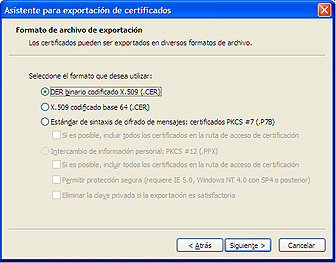 Asistente para exportación de certificados
Formato de archivo de exportación
Los certificados pueden ser exportados en diversos formatos de archivo.
Seleccione el formato que desea utilizar:
DER binario codificado X.509 (.CER)
X.509 codificado base 64 (.CER)
Estándar de sintaxis de cifrado de mensajes: certificados PKCS #7 (.P7B)
Si es posible, incluir todos los certificados en la ruta de acceso de certificación
Intercambio de información personal: PKCS #12 (.PFX)
Si es posible, incluir todos los certificados en la ruta de acceso de certificación
Permitir protección segura (requiere IE 5.0, Windows NT 4.0 con SP4 o posterior)
Eliminar la clave privada si la exportación es satisfactoria
< Atrás
Siguiente >
Cancelar